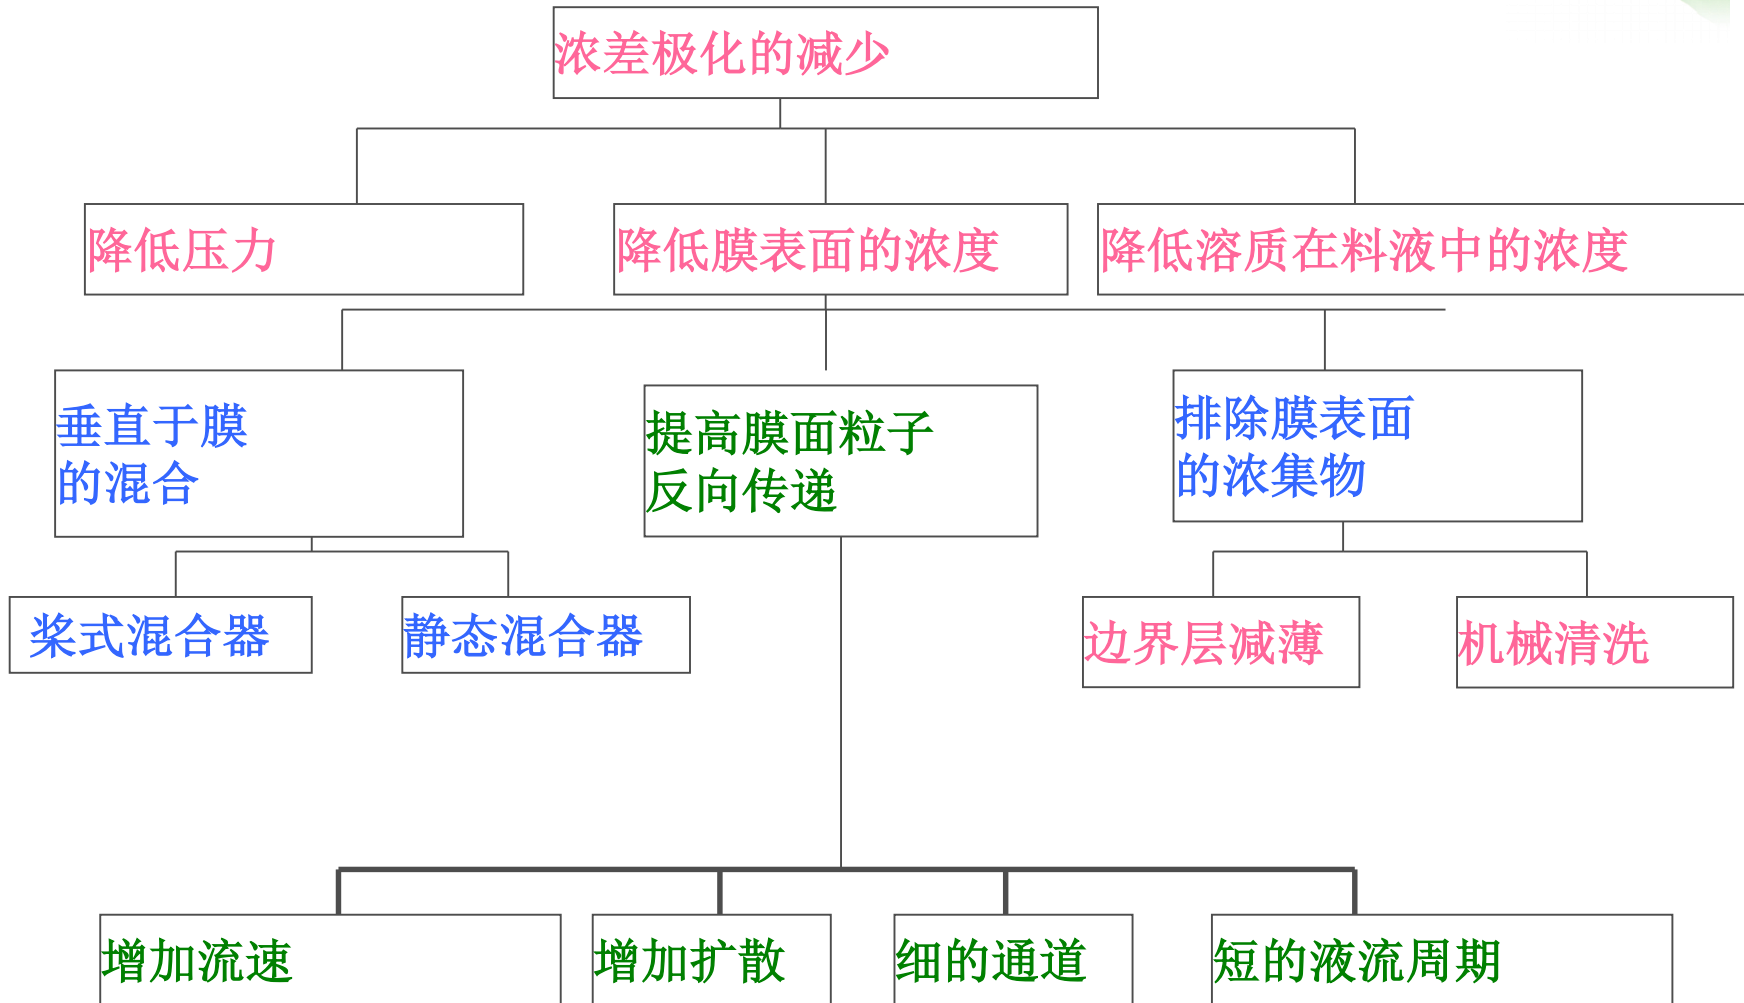 浓差极化的减少
降低压力
降低膜表面的浓度
降低溶质在料液中的浓度
垂直于膜
的混合
提高膜面粒子
反向传递
排除膜表面
的浓集物
桨式混合器
静态混合器
边界层减薄
机械清洗
增加流速
增加扩散
细的通道
短的液流周期